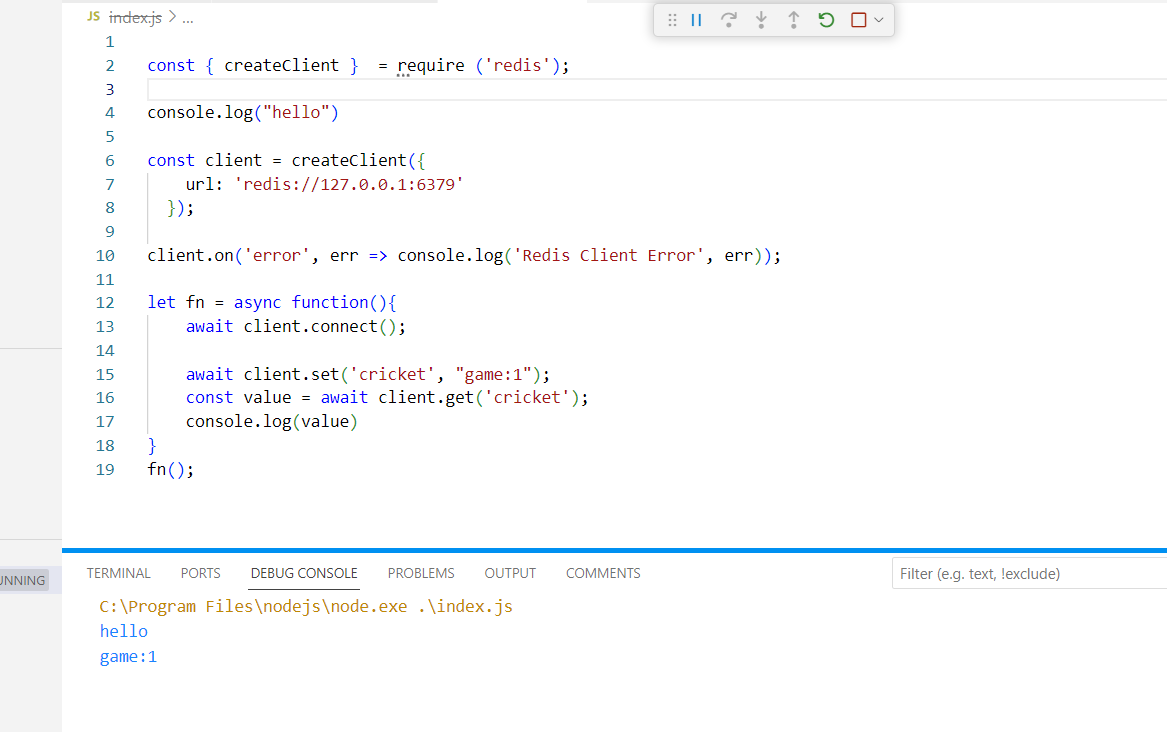 JS index.js > ...
1
2 const { createClient }  = require ('redis');
3
4 console.log("hello")
5
6 const client = createClient({
7     url: 'redis://127.0.0.1:6379'
8   });
9
10 client.on('error', err => console.log('Redis Client Error', err));
11
12 let fn = async function(){
13     await client.connect();
14
15     await client.set('cricket', "game:1");
16     const value = await client.get('cricket');
17     console.log(value)
18 }
19 fn();
TERMINAL PORTS DEBUG CONSOLE PROBLEMS OUTPUT COMMENTS Filter (e.g. text, !exclude)
UNNING
C:\Program Files\nodejs\node.exe .\index.js
hello
game:1